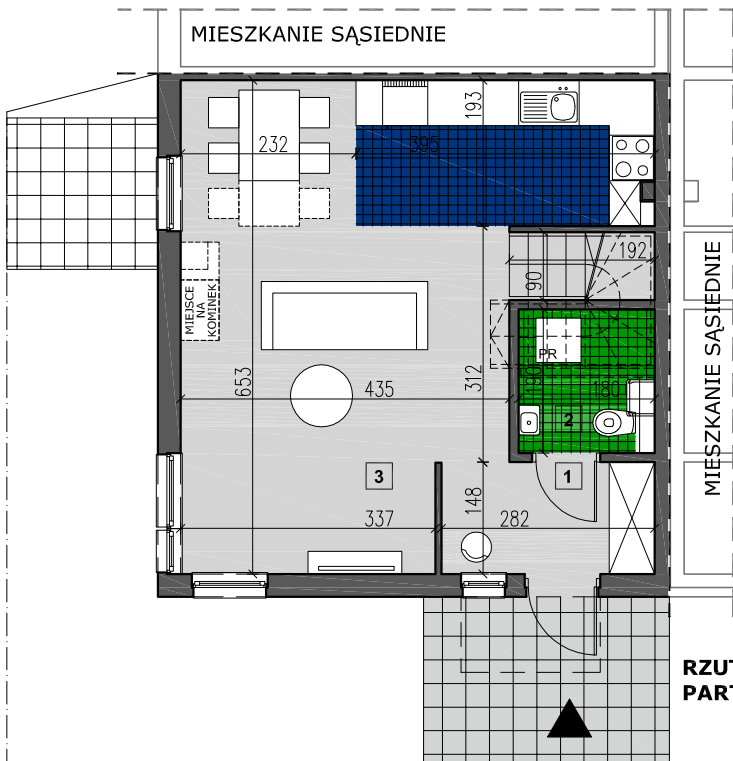 MIESZKANIE SĄSIEDNIE
193
232
395
192
90
MIEJSCE
NA
KOMINEK
MIESZKANIE SĄSIEDNIE
PR
653
435
312
190
180
2
3
1
148
337
282
RZUT
PART